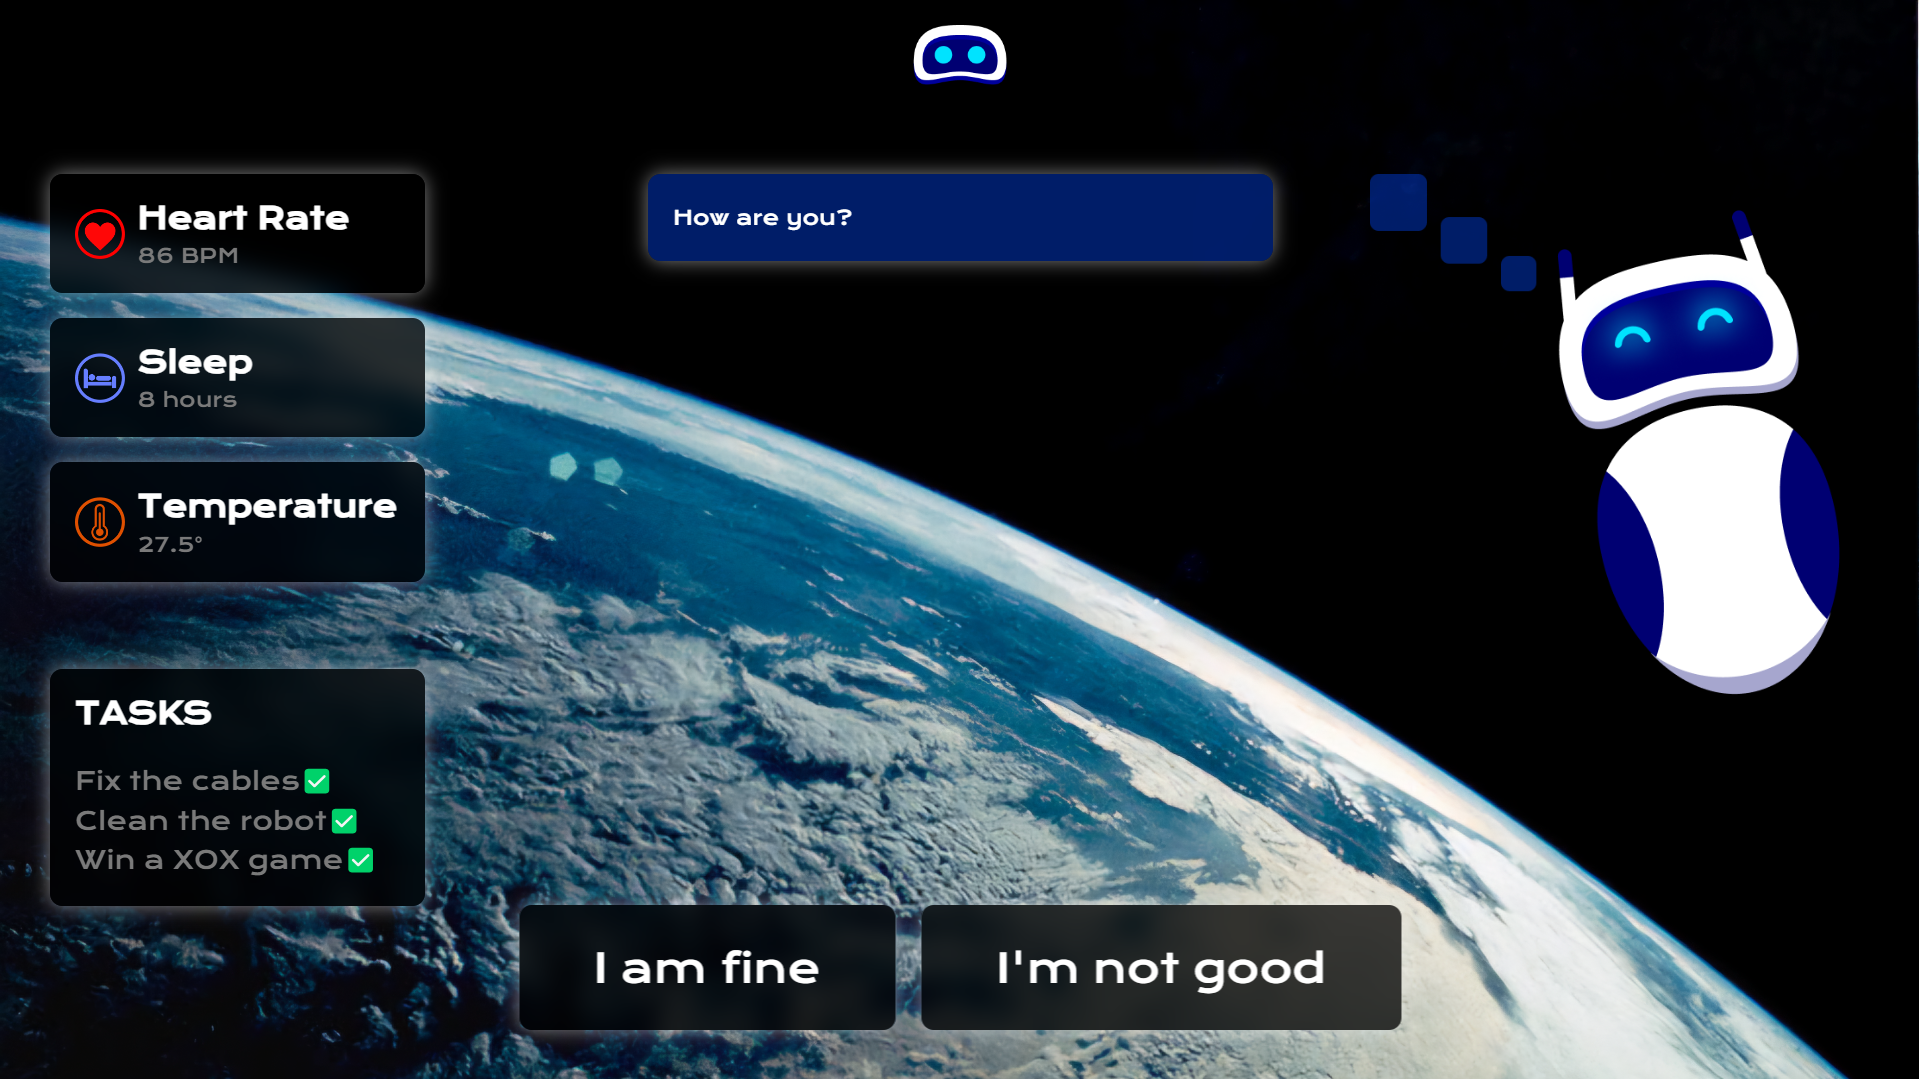 Heart Rate
86 BPM
Sleep
8 hours
Temperature
27.5°
TASKS
Fix the cables✅
Clean the robot✅
Win a XOX game✅
How are you?
I am fine
I'm not good